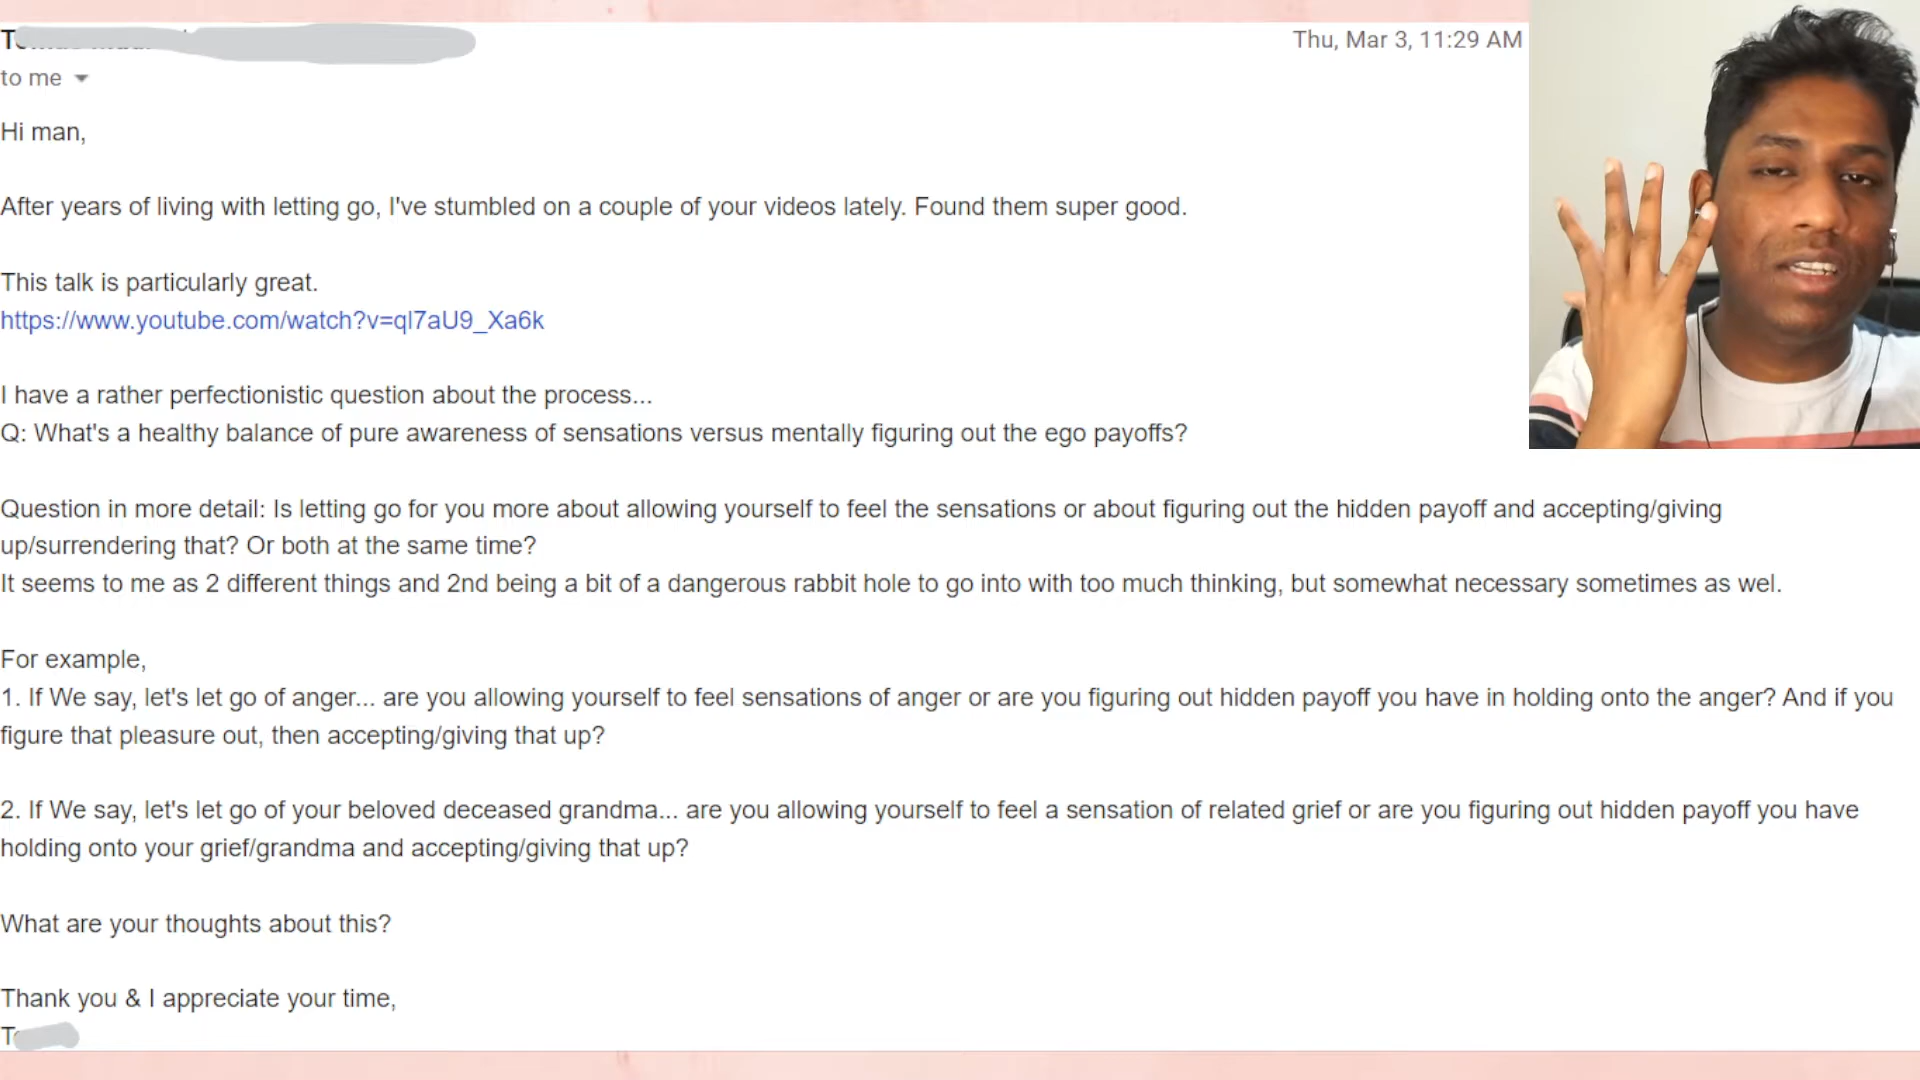 Thu, Mar 3, 11:29 AM
to me
Hi man,
After years of living with letting go, I've stumbled on a couple of your videos lately. Found them super good.
This talk is particularly great.
https://www.youtube.com/watch?v=ql7aU9_Xa6k
I have a rather perfectionistic question about the process...
Q: What's a healthy balance of pure awareness of sensations versus mentally figuring out the ego payoffs?
Question in more detail: Is letting go for you more about allowing yourself to feel the sensations or about figuring out the hidden payoff and accepting/giving
up/surrendering that? Or both at the same time?
It seems to me as 2 different things and 2nd being a bit of a dangerous rabbit hole to go into with too much thinking, but somewhat necessary sometimes as wel.
For example,
1. If We say, let's let go of anger... are you allowing yourself to feel sensations of anger or are you figuring out hidden payoff you have in holding onto the anger? And if you
figure that pleasure out, then accepting/giving that up?
2. If We say, let's let go of your beloved deceased grandma... are you allowing yourself to feel a sensation of related grief or are you figuring out hidden payoff you have
holding onto your grief/grandma and accepting/giving that up?
What are your thoughts about this?
Thank you & I appreciate your time,